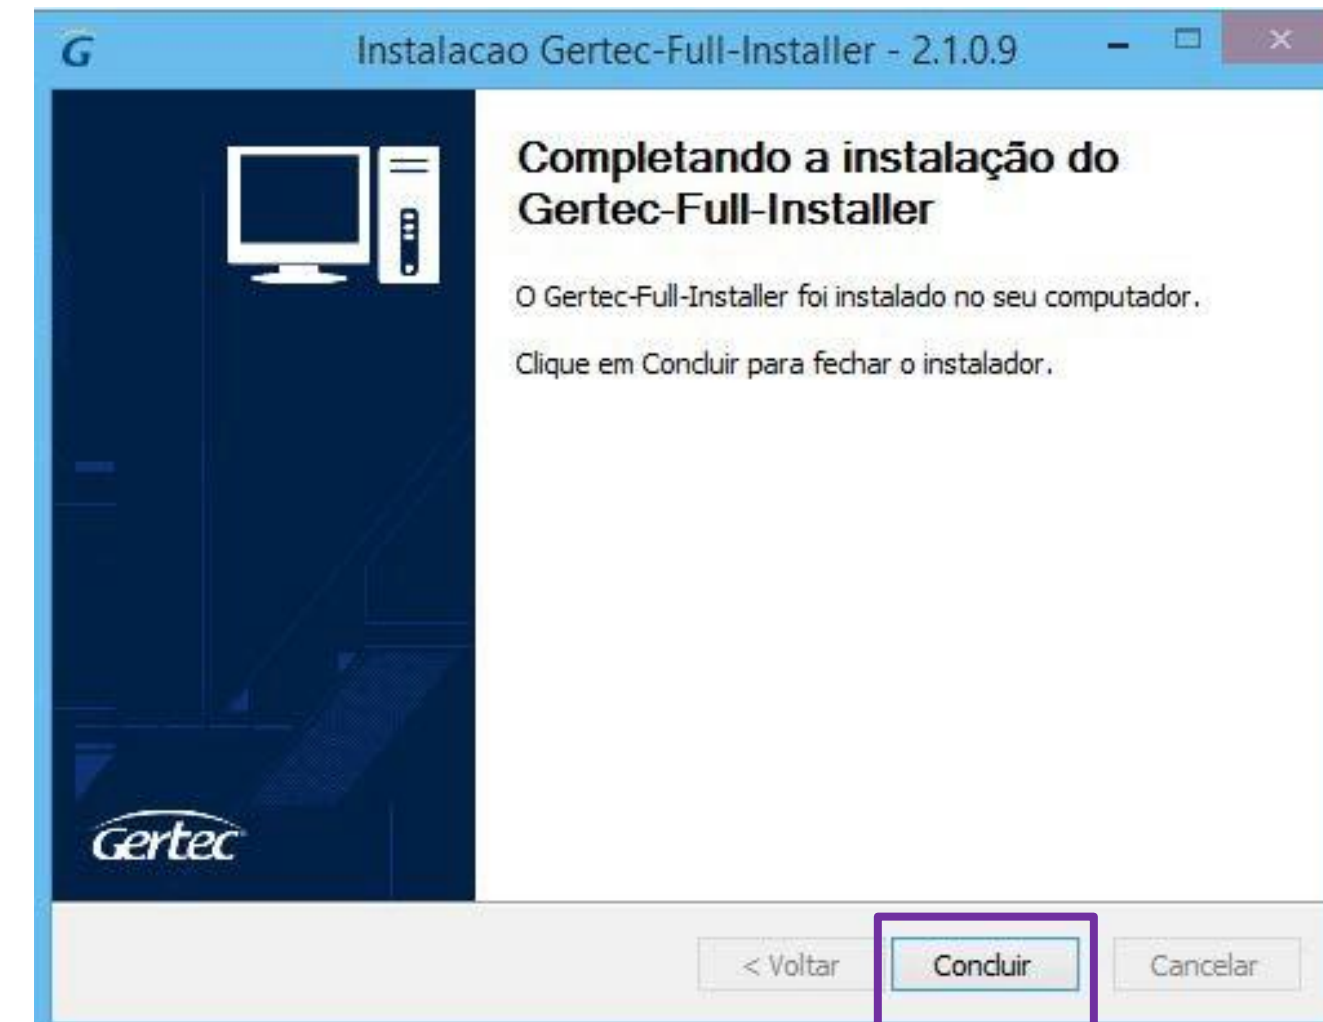 G
Instalacao Gertec-Full-Installer - 2.1.0.9
Completando a instalação do
Gertec-Full-Installer
O Gertec-Full-Installer foi instalado no seu computador.
Clique em Concluir para fechar o instalador.
Gertec
< Voltar
Concluir
Cancelar